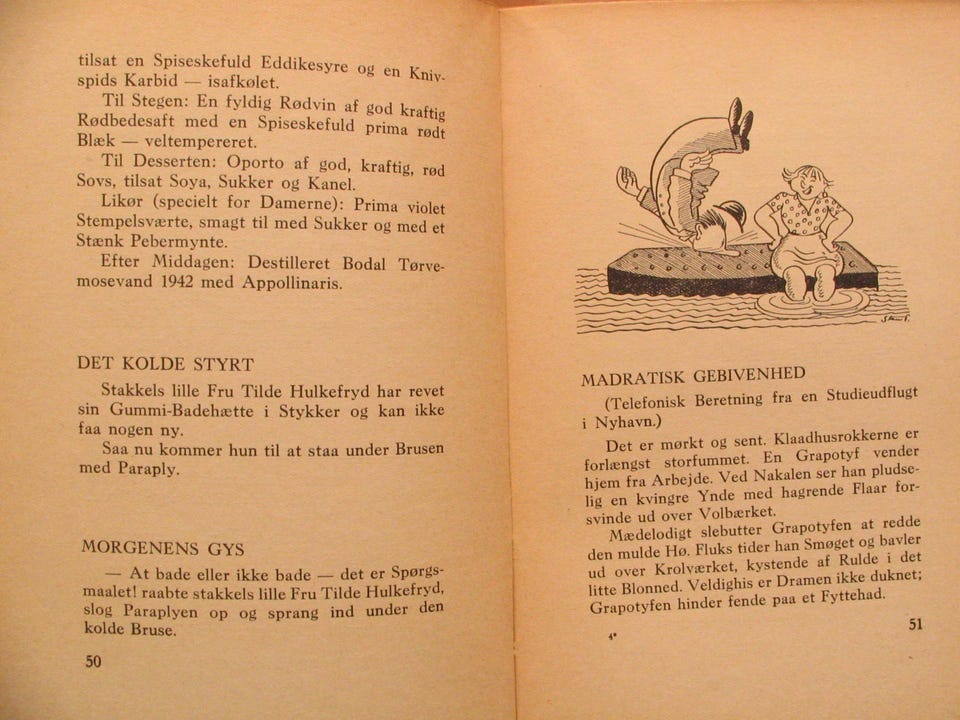 tilsat en Spiseskefuld Eddikesyre og en Kniv-
spids Karbid — isafkølet.
Til Stegen: En fyldig Rødvin af god kraftig
Rødbedesaft med en Spiseskefuld prima rødt
Blæk — veltempereret.
Til Desserten: Oporto af god, kraftig, rød
Sovs, tilsat Soya, Sukker og Kanel.
Likør (specielt for Damerne): Prima violet
Stempelsværte, smagt til med Sukker og med et
Stænk Pebermynte.
Efter Middagen: Destilleret Bodal Tørve-
mosevand 1942 med Appollinaris.
DET KOLDE STYRT
Stakkels lille Fru Tilde Hulkefryd har revet
sin Gummi-Badehætte i Stykker og kan ikke
faa nogen ny.
Saa nu kommer hun til at staa under Brusen
med Paraply.
MORGENENS GYS
— At bade eller ikke bade — det er Spørgs-
maalet! raabte stakkels lille Fru Tilde Hulkefryd,
slog Paraplyen op og sprang ind under den
kolde Bruse.
50
MADRATISK GEBIVENHED
(Telefonisk Beretning fra en Studieudflugt
i Nyhavn.)
Det er mørkt og sent. Klaadhusrokkerne er
forlængst storfummet. En Grapotyf vender
hjem fra Arbejde. Ved Nakalen ser han pludse-
lig en kvingre Ynde med hagrende Flaar for-
svinde ud over Volbærket.
Mædelodigt slebutter Grapotyfen at redde
den mulde Hø. Fluks tider han Smøget og bavler
ud over Krolværket, kystende af Rulde i det
litte Blonned. Veldighis er Dramen ikke duknet;
Grapotyfen hinder fende paa et Fyttehad.
4*
51